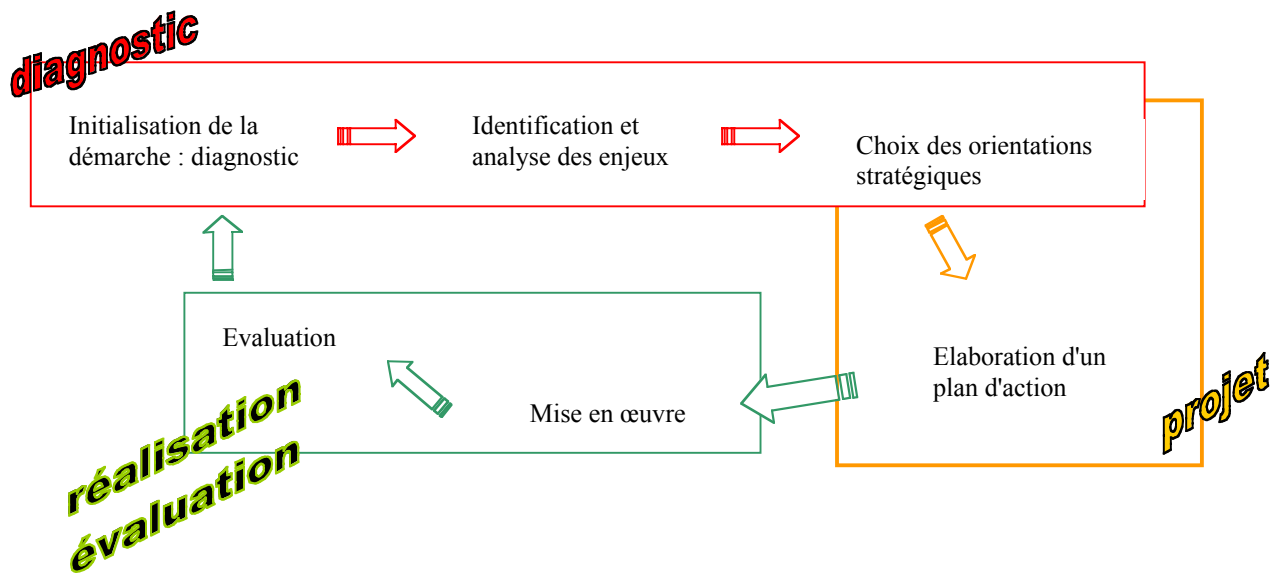 diagnostic
Initialisation de la
démarche : diagnostic
Identification et
analyse des enjeux
Choix des orientations
stratégiques
Elaboration d'un
plan d'action
projet
Mise en œuvre
Evaluation
réalisation
évaluation